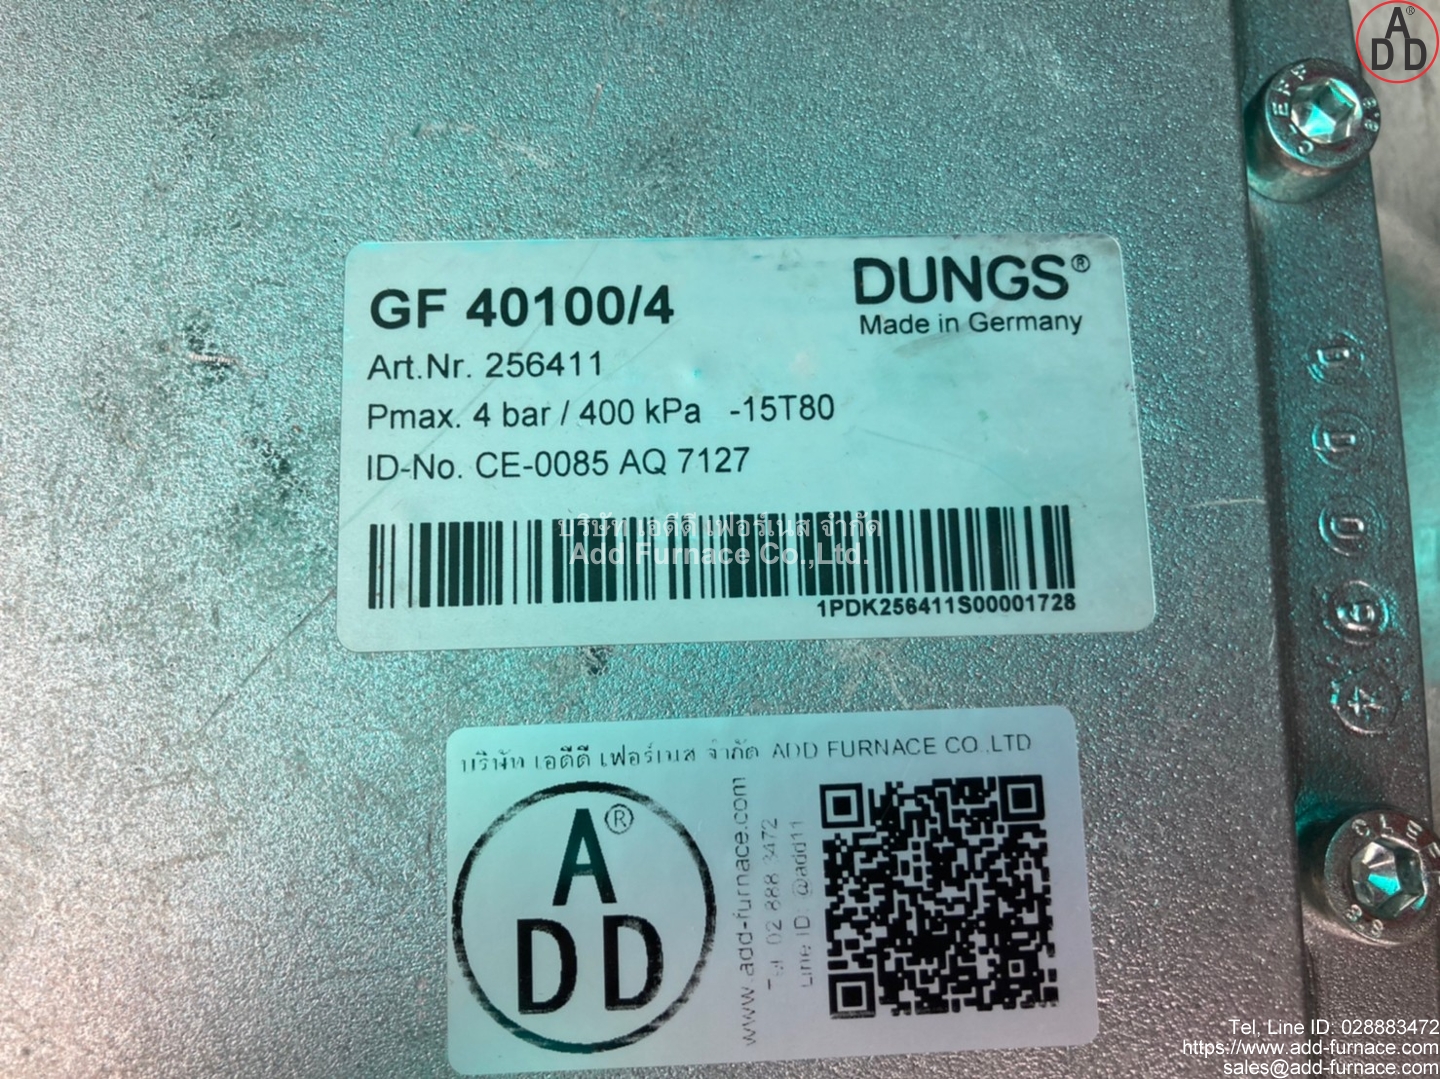 A®
DD
GF 40100/4
DUNGS®
Made in Germany
Art.Nr. 256411
Pmax. 4 bar / 400 kPa -15T80
ID-No. CE-0085 AQ 7127
บริษัท เอดีดี เฟอร์เนส จำกัด
Add Furnace Co.,Ltd.
1PDK256411S00001728
บริษัท เอดีดี เฟอร์เนส จำกัด ADD FURNACE CO.,LTD
A®
DD
www.add-furnace.com
Tel 02 888 3472
Line ID: @add11
8.8
Tel, Line ID: 028883472
https://www.add-furnace.com
sales@add-furnace.com